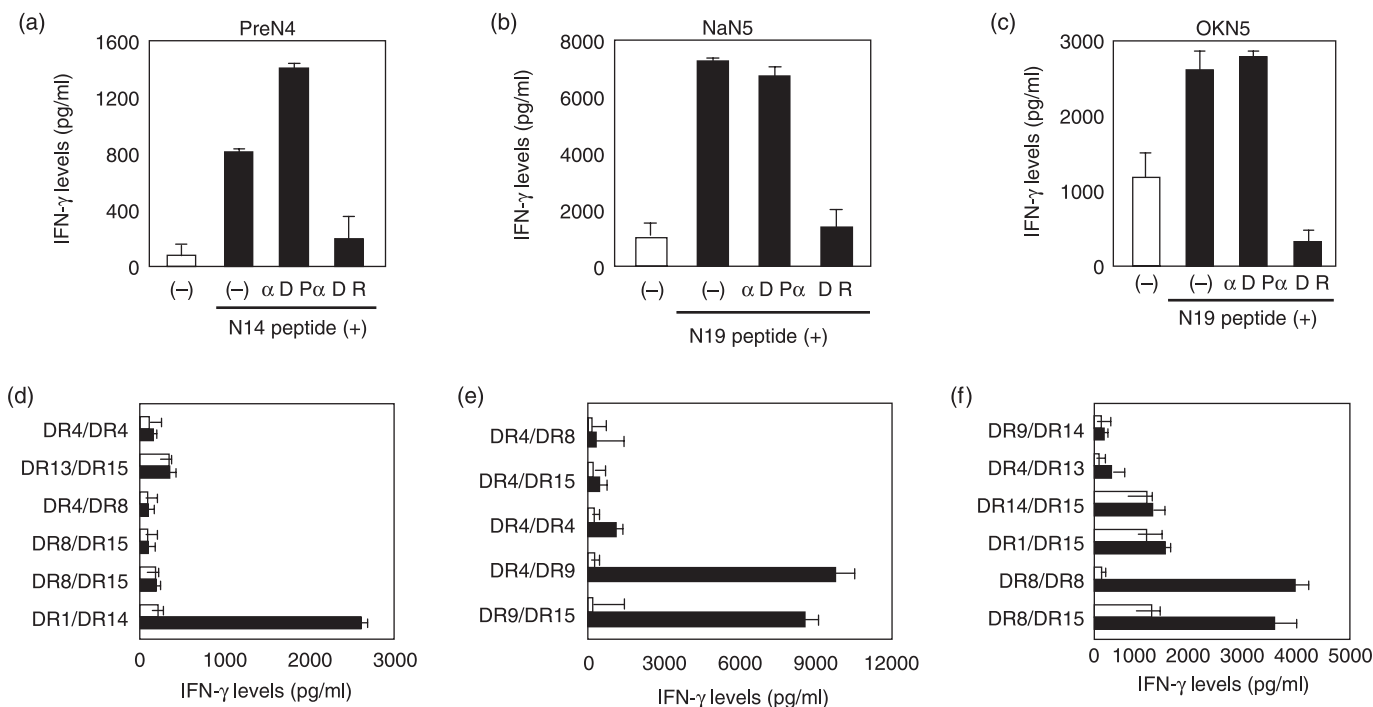 (a)
PreN4
IFN-γ levels (pg/ml)
1600
1200
800
400
0
(–) (–) α D Pα D R
N14 peptide (+)
(b)
NaN5
IFN-γ levels (pg/ml)
8000
6000
4000
2000
0
(–) (–) α D Pα D R
N19 peptide (+)
(c)
OKN5
IFN-γ levels (pg/ml)
3000
2000
1000
0
(–) (–) α D Pα D R
N19 peptide (+)
(d)
DR4/DR4
DR13/DR15
DR4/DR8
DR8/DR15
DR8/DR15
DR1/DR14
0 1000 2000 3000
IFN-γ levels (pg/ml)
(e)
DR4/DR8
DR4/DR15
DR4/DR4
DR4/DR9
DR9/DR15
0 3000 6000 9000 12000
IFN-γ levels (pg/ml)
(f)
DR9/DR14
DR4/DR13
DR14/DR15
DR1/DR15
DR8/DR8
DR8/DR15
0 1000 2000 3000 4000 5000
IFN-γ levels (pg/ml)